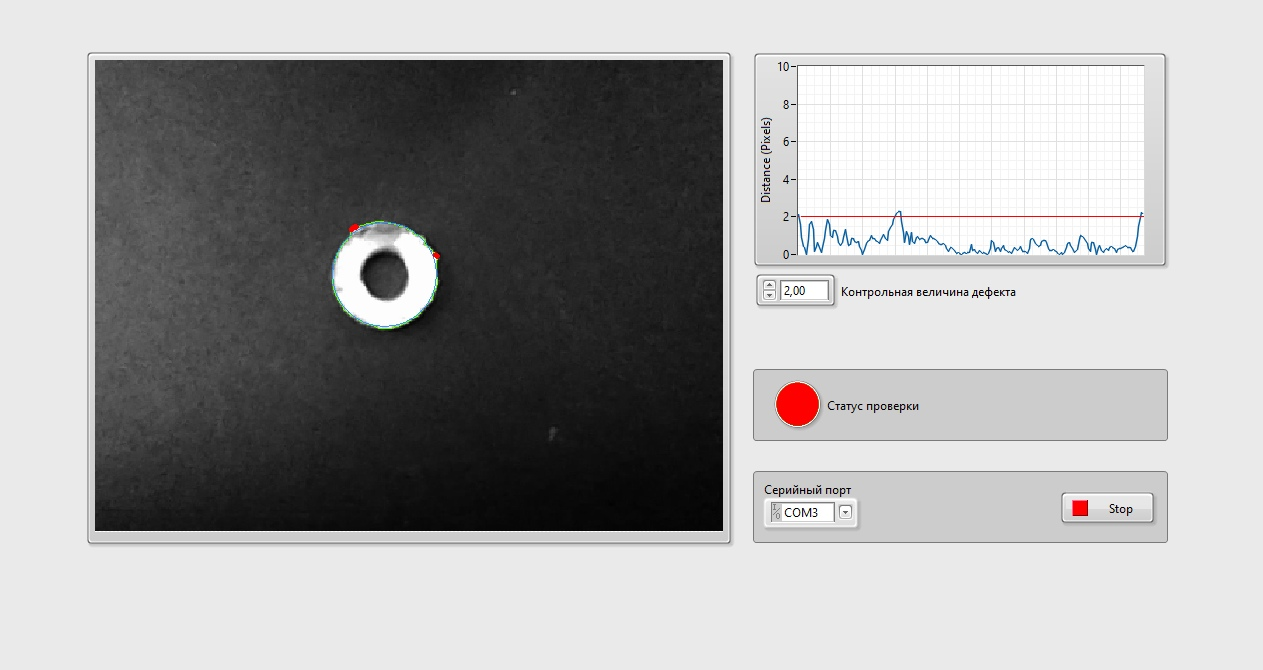 10
8
6
4
2
0
Distance (Pixels)
2,00
Контрольная величина дефекта
Статус проверки
Серийный порт
I/O COM3
Stop